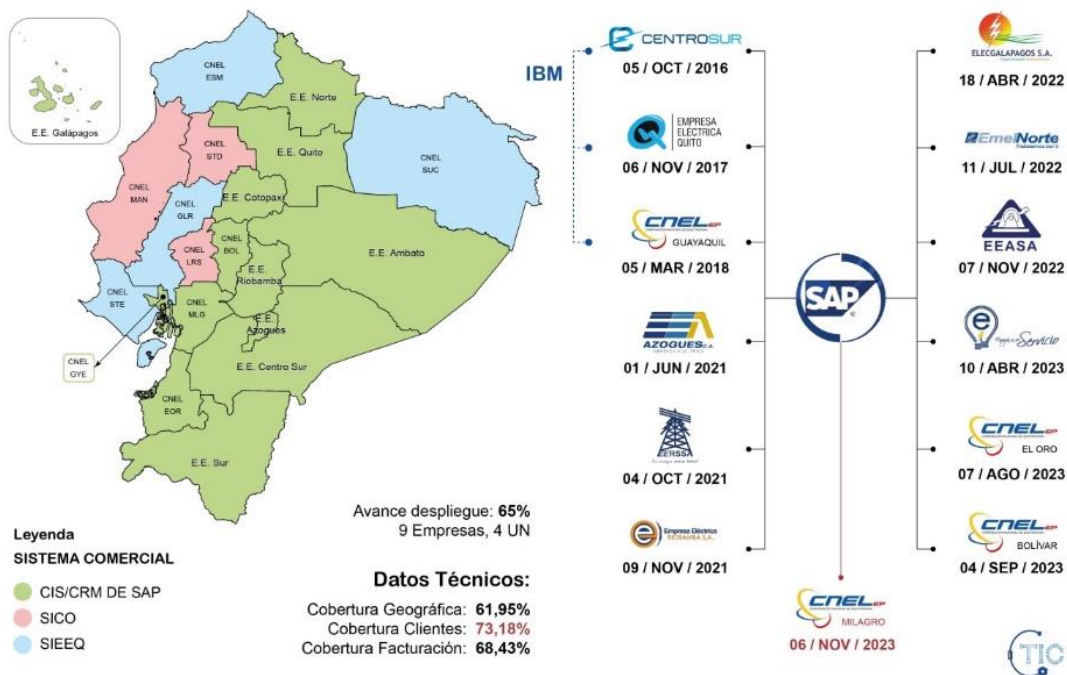 E.E. Galápagos
CNEL
ESM
E.E. Norte
CNEL
STD
E.E. Quito
CNEL
SUC
CNEL
MAN
CNEL
GLR
E.E. Cotopaxi
CNEL
LRS
CNEL
BOL
E.E. Ambato
E.E.
Riobamba
CNEL
STE
CNEL
MLG
E.E.
Azogues
CNEL
GYE
E.E. Centro Sur
CNEL
EOR
E.E. Sur
Avance despliegue: 65%
9 Empresas, 4 UN
Leyenda
SISTEMA COMERCIAL
CIS/CRM DE SAP
SICO
SIEEQ
Datos Técnicos:
Cobertura Geográfica: 61,95%
Cobertura Clientes: 73,18%
Cobertura Facturación: 68,43%
IBM
CENTROSUR
05 / OCT / 2016
EMPRESA
ELÉCTRICA
QUITO
06 / NOV / 2017
CNEL EP
GUAYAQUIL
05 / MAR / 2018
AZOGUES C.A.
01 / JUN / 2021
EERSSA
04 / OCT / 2021
Empresa Eléctrica
RIOBAMBA S.A.
09 / NOV / 2021
SAP
ELECGALAPAGOS S.A.
18 / ABR / 2022
EmelNorte
11 / JUL / 2022
EEASA
07 / NOV / 2022
Servicio
10 / ABR / 2023
CNEL EP
EL ORO
07 / AGO / 2023
CNEL EP
BOLÍVAR
04 / SEP / 2023
CNEL EP
MILAGRO
06 / NOV / 2023
TIC